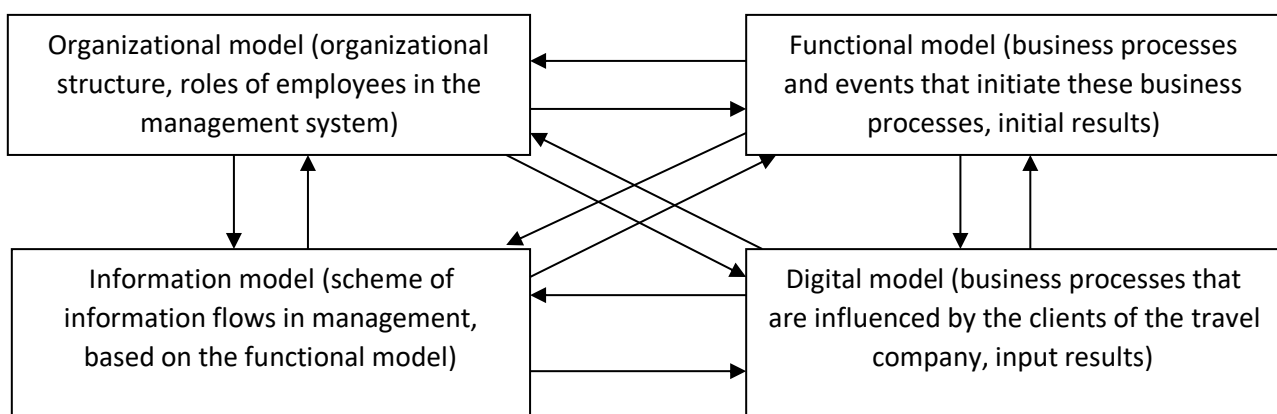 Organizational model (organizational
structure, roles of employees in the
management system)
Functional model (business processes
and events that initiate these business
processes, initial results)
Information model (scheme of
information flows in management,
based on the functional model)
Digital model (business processes that
are influenced by the clients of the travel
company, input results)